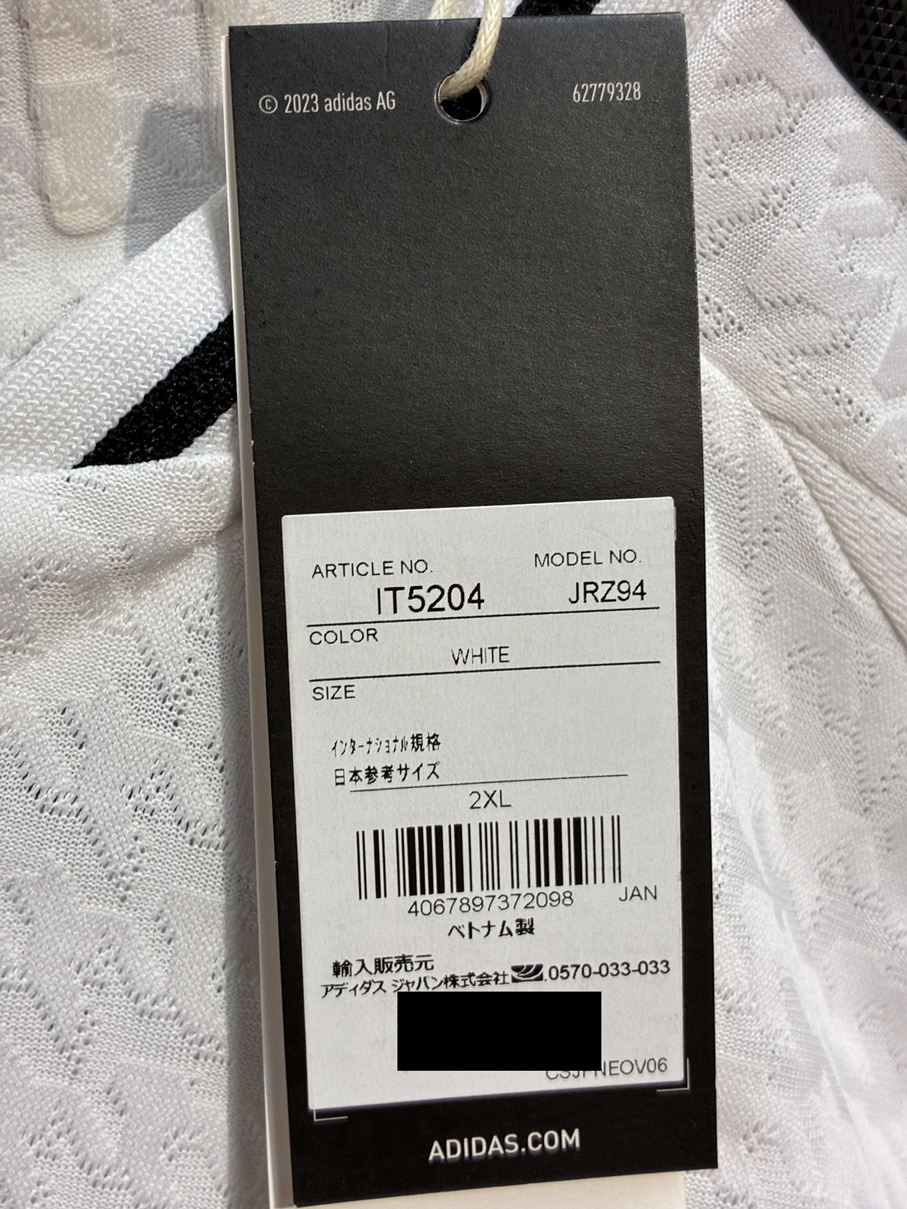 © 2023 adidas AG 62779328
ARTICLE NO. MODEL NO.
IT5204 JRZ94
COLOR
WHITE
SIZE
インターナショナル規格
日本参考サイズ
2XL
4067897372098 JAN
ベトナム製
輸入販売元
アディダス ジャパン株式会社 .0570-033-033
NEOV06
ADIDAS.COM